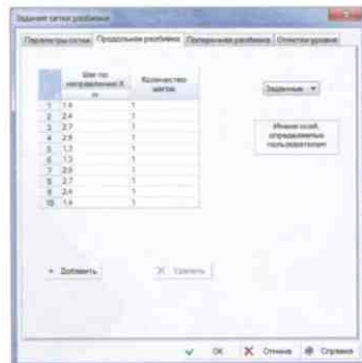 Задание сетки разбивки
Параметры сетки Продольная разбивка Поперечная разбивка Отметки уровня
Шаг по направлению X Количество шагов
м
1 1.4 1
2 2.4 1
3 2.7 1
4 2.9 1
5 1.3 1
6 1.3 1
7 2.9 1
8 2.7 1
9 2.4 1
10 1.4 1
Заданные
Имена осей,
определяемые
пользователем
+ Добавить
Удалить
OK
Отмена
Справка